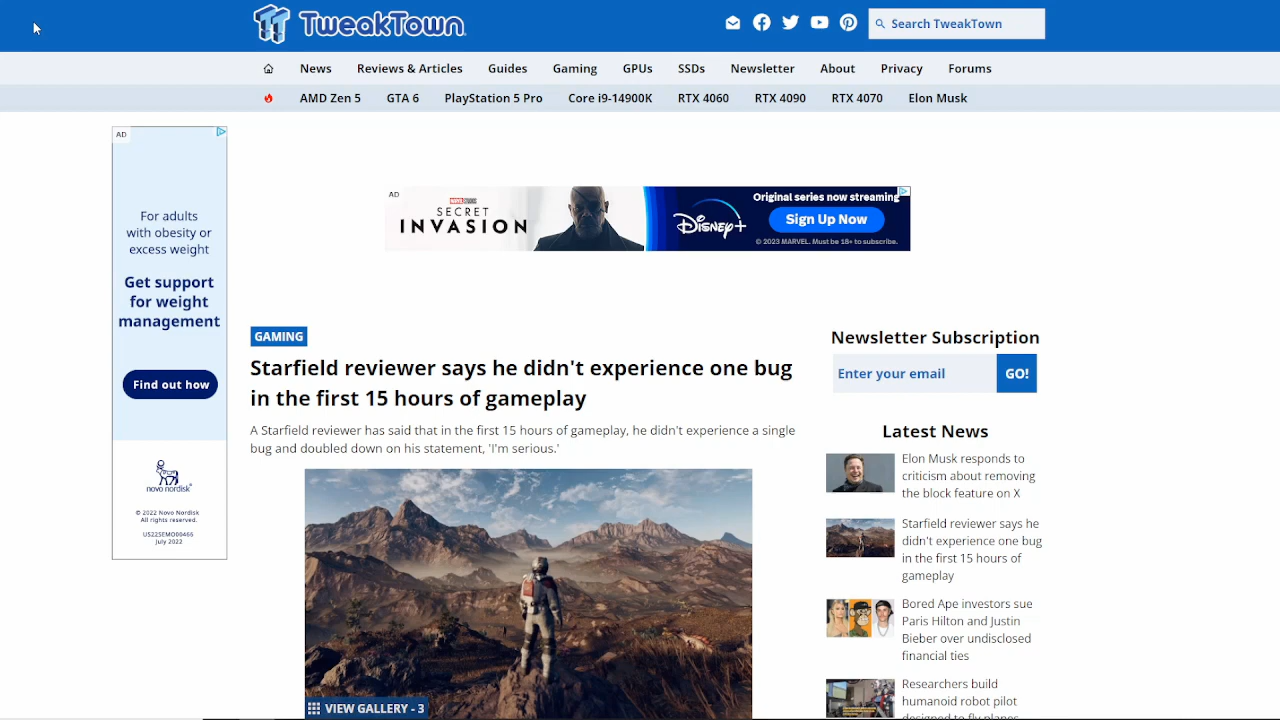 TWEAKTOWN
Search TweakTown
News
Reviews & Articles
Guides
Gaming
GPUs
SSDs
Newsletter
About
Privacy
Forums
AMD Zen 5
GTA 6
PlayStation 5 Pro
Core i9-14900K
RTX 4060
RTX 4090
RTX 4070
Elon Musk
AD
For adults
with obesity or
excess weight
Get support
for weight
management
Find out how
novo nordisk
© 2022 Novo Nordisk
All rights reserved.
US22SEMO00466
July 2022
AD
MARVEL STUDIOS
SECRET
INVASION
Disney+
Original series now streaming
Sign Up Now
© 2023 MARVEL. Must be 18+ to subscribe.
GAMING
Starfield reviewer says he didn't experience one bug
in the first 15 hours of gameplay
A Starfield reviewer has said that in the first 15 hours of gameplay, he didn't experience a single
bug and doubled down on his statement, 'I'm serious.'
VIEW GALLERY - 3
Newsletter Subscription
Enter your email
GO!
Latest News
Elon Musk responds to
criticism about removing
the block feature on X
Starfield reviewer says he
didn't experience one bug
in the first 15 hours of
gameplay
Bored Ape investors sue
Paris Hilton and Justin
Bieber over undisclosed
financial ties
Researchers build
humanoid robot pilot
designed to fly planes